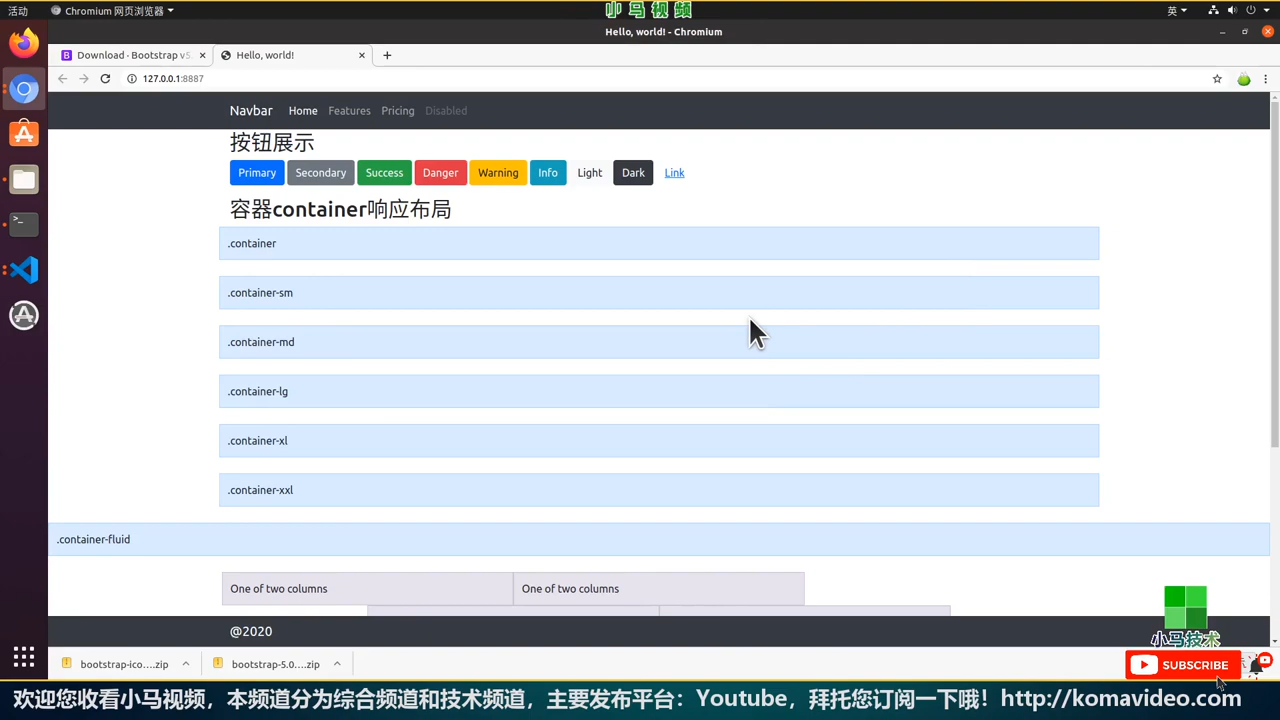 活动
Chromium 网页浏览器
小马视频
英
Hello, world! - Chromium
Download · Bootstrap v5.
Hello, world!
127.0.0.1:8887
Navbar Home Features Pricing Disabled
按钮展示
Primary Secondary Success Danger Warning Info Light Dark Link
容器container响应布局
.container
.container-sm
.container-md
.container-lg
.container-xl
.container-xxl
.container-fluid
One of two columns One of two columns
@2020
小马技术
bootstrap-ico....zip bootstrap-5.0....zip
SUBSCRIBE
欢迎您收看小马视频，本频道分为综合频道和技术频道，主要发布平台：Youtube，拜托您订阅一下哦！http://komavideo.com